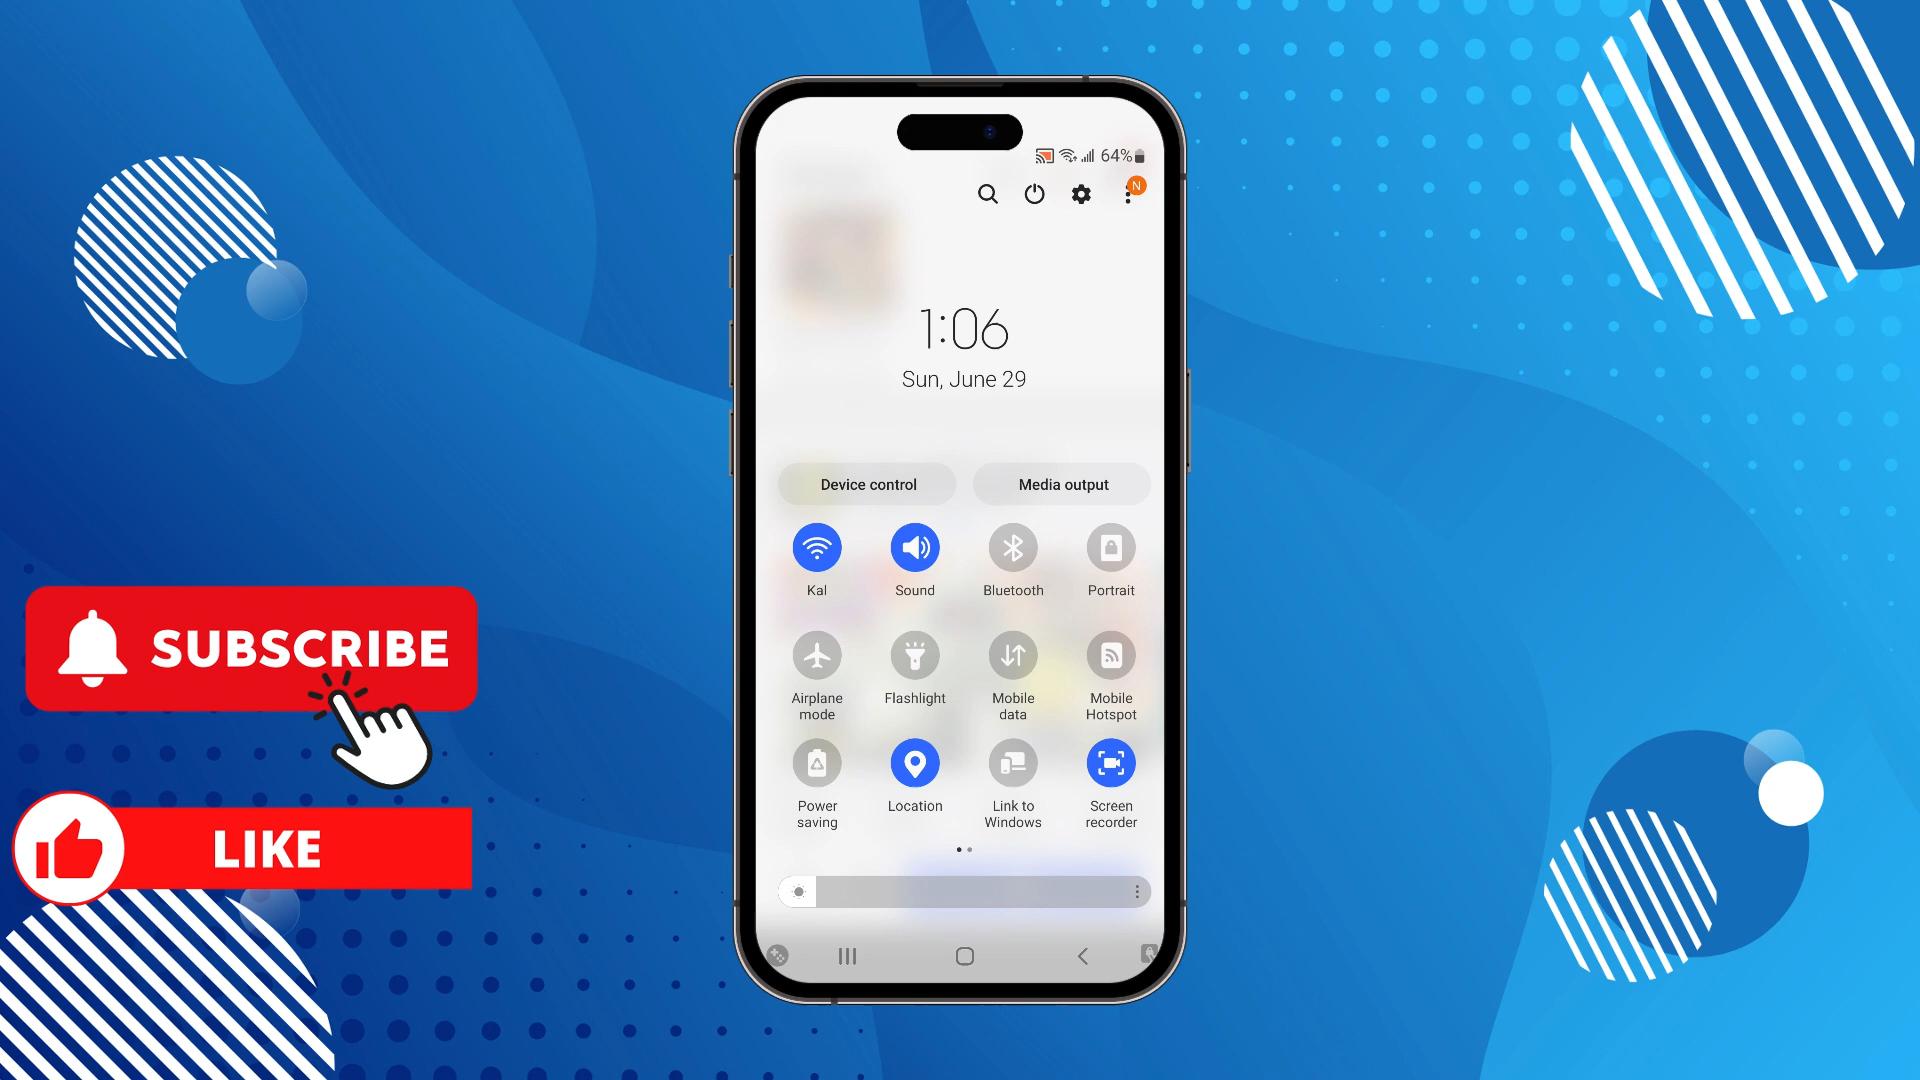 64%
N
1:06
Sun, June 29
Device control
Media output
Kal
Sound
Bluetooth
Portrait
Airplane mode
Flashlight
Mobile data
Mobile Hotspot
Power saving
Location
Link to Windows
Screen recorder
SUBSCRIBE
LIKE